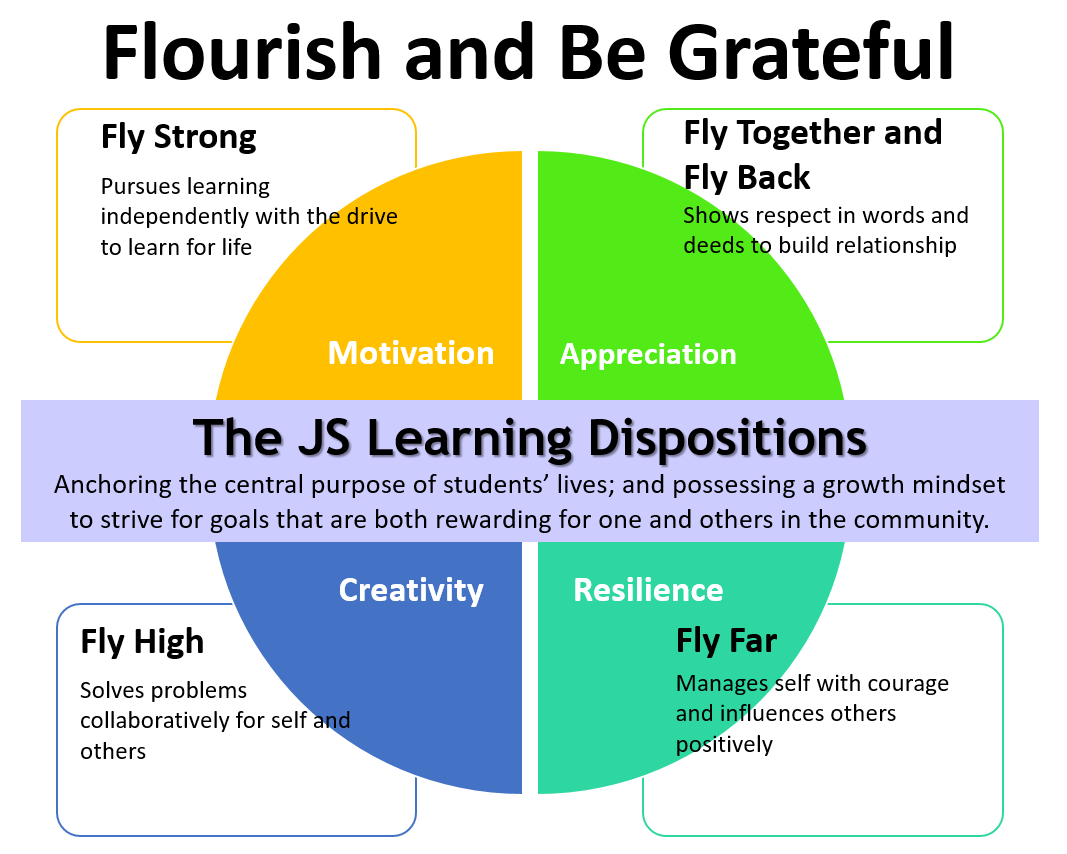 Flourish and Be Grateful
Fly Strong
Pursues learning
independently with the drive
to learn for life
Fly Together and
Fly Back
Shows respect in words and
deeds to build relationship
Motivation
Appreciation
The JS Learning Dispositions
Anchoring the central purpose of students’ lives; and possessing a growth mindset
to strive for goals that are both rewarding for one and others in the community.
Creativity
Resilience
Fly High
Solves problems
collaboratively for self and
others
Fly Far
Manages self with courage
and influences others
positively